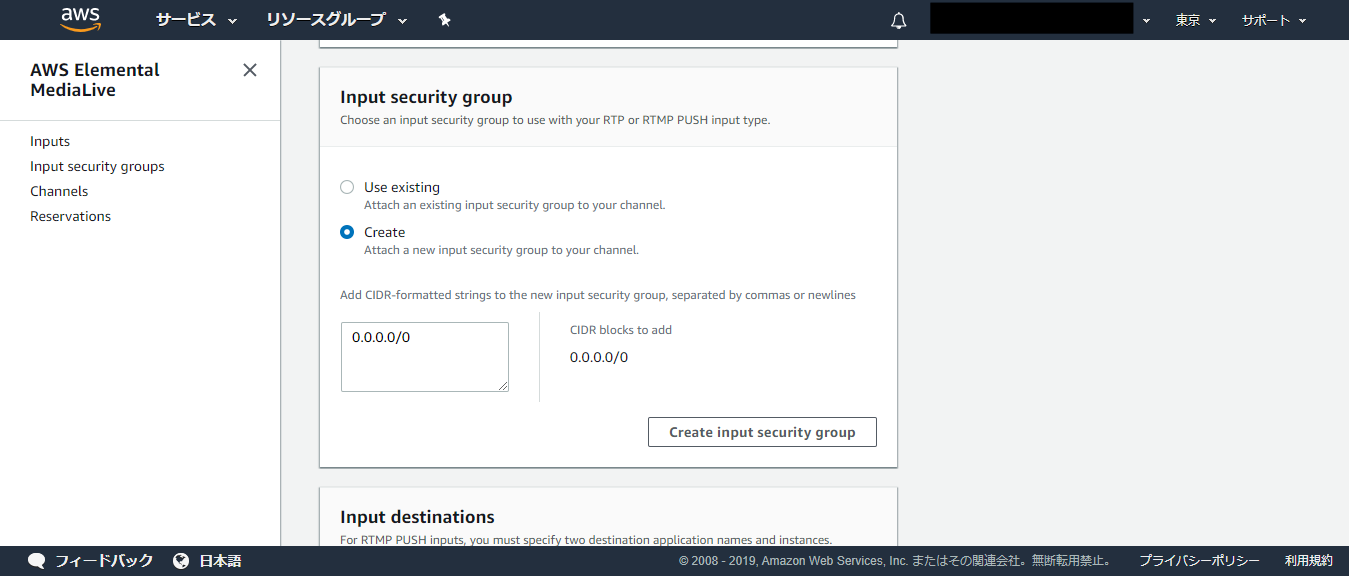 aws サービス リソースグループ 東京 サポート
AWS Elemental
MediaLive
Inputs
Input security groups
Channels
Reservations
Input security group
Choose an input security group to use with your RTP or RTMP PUSH input type.
Use existing
Attach an existing input security group to your channel.
Create
Attach a new input security group to your channel.
Add CIDR-formatted strings to the new input security group, separated by commas or newlines
0.0.0.0/0
CIDR blocks to add
0.0.0.0/0
Create input security group
Input destinations
For RTMP PUSH inputs, you must specify two destination application names and instances.
フィードバック 日本語 © 2008 - 2019, Amazon Web Services, Inc. またはその関連会社。無断転用禁止。 プライバシーポリシー 利用規約